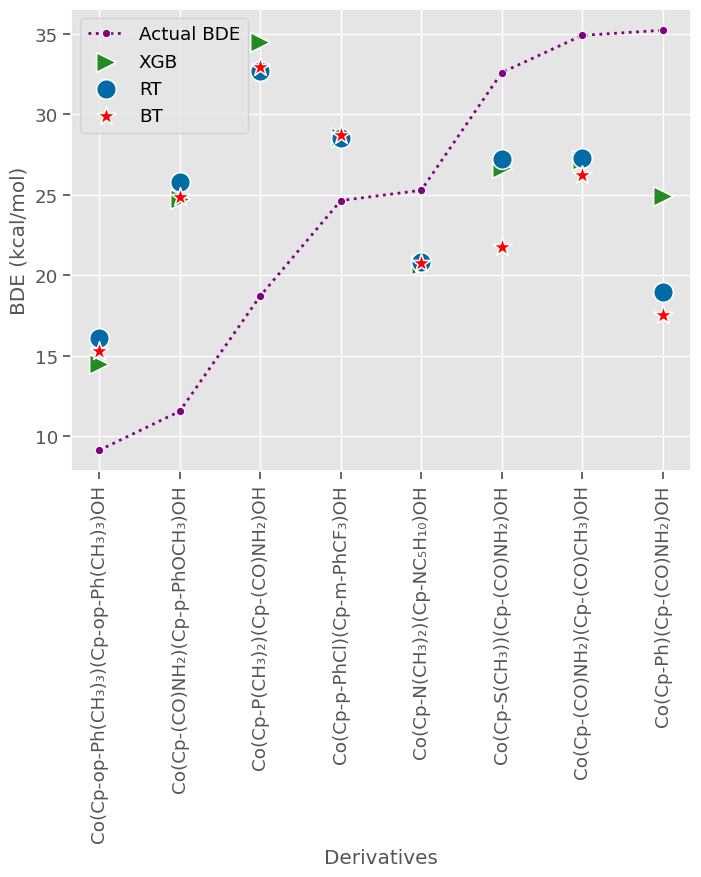 Actual BDE
XGB
RT
BT
BDE (kcal/mol)
35
30
25
20
15
10
Co(Cp-op-Ph(CH₃)₃)(Cp-op-Ph(CH₃)₃)OH
Co(Cp-(CO)NH₂)(Cp-p-PhOCH₃)OH
Co(Cp-P(CH₃)₂)(Cp-(CO)NH₂)OH
Co(Cp-p-PhCl)(Cp-m-PhCF₃)OH
Co(Cp-N(CH₃)₂)(Cp-NC₅H₁₀)OH
Co(Cp-S(CH₃))(Cp-(CO)NH₂)OH
Co(Cp-(CO)NH₂)(Cp-(CO)CH₃)OH
Co(Cp-Ph)(Cp-(CO)NH₂)OH
Derivatives